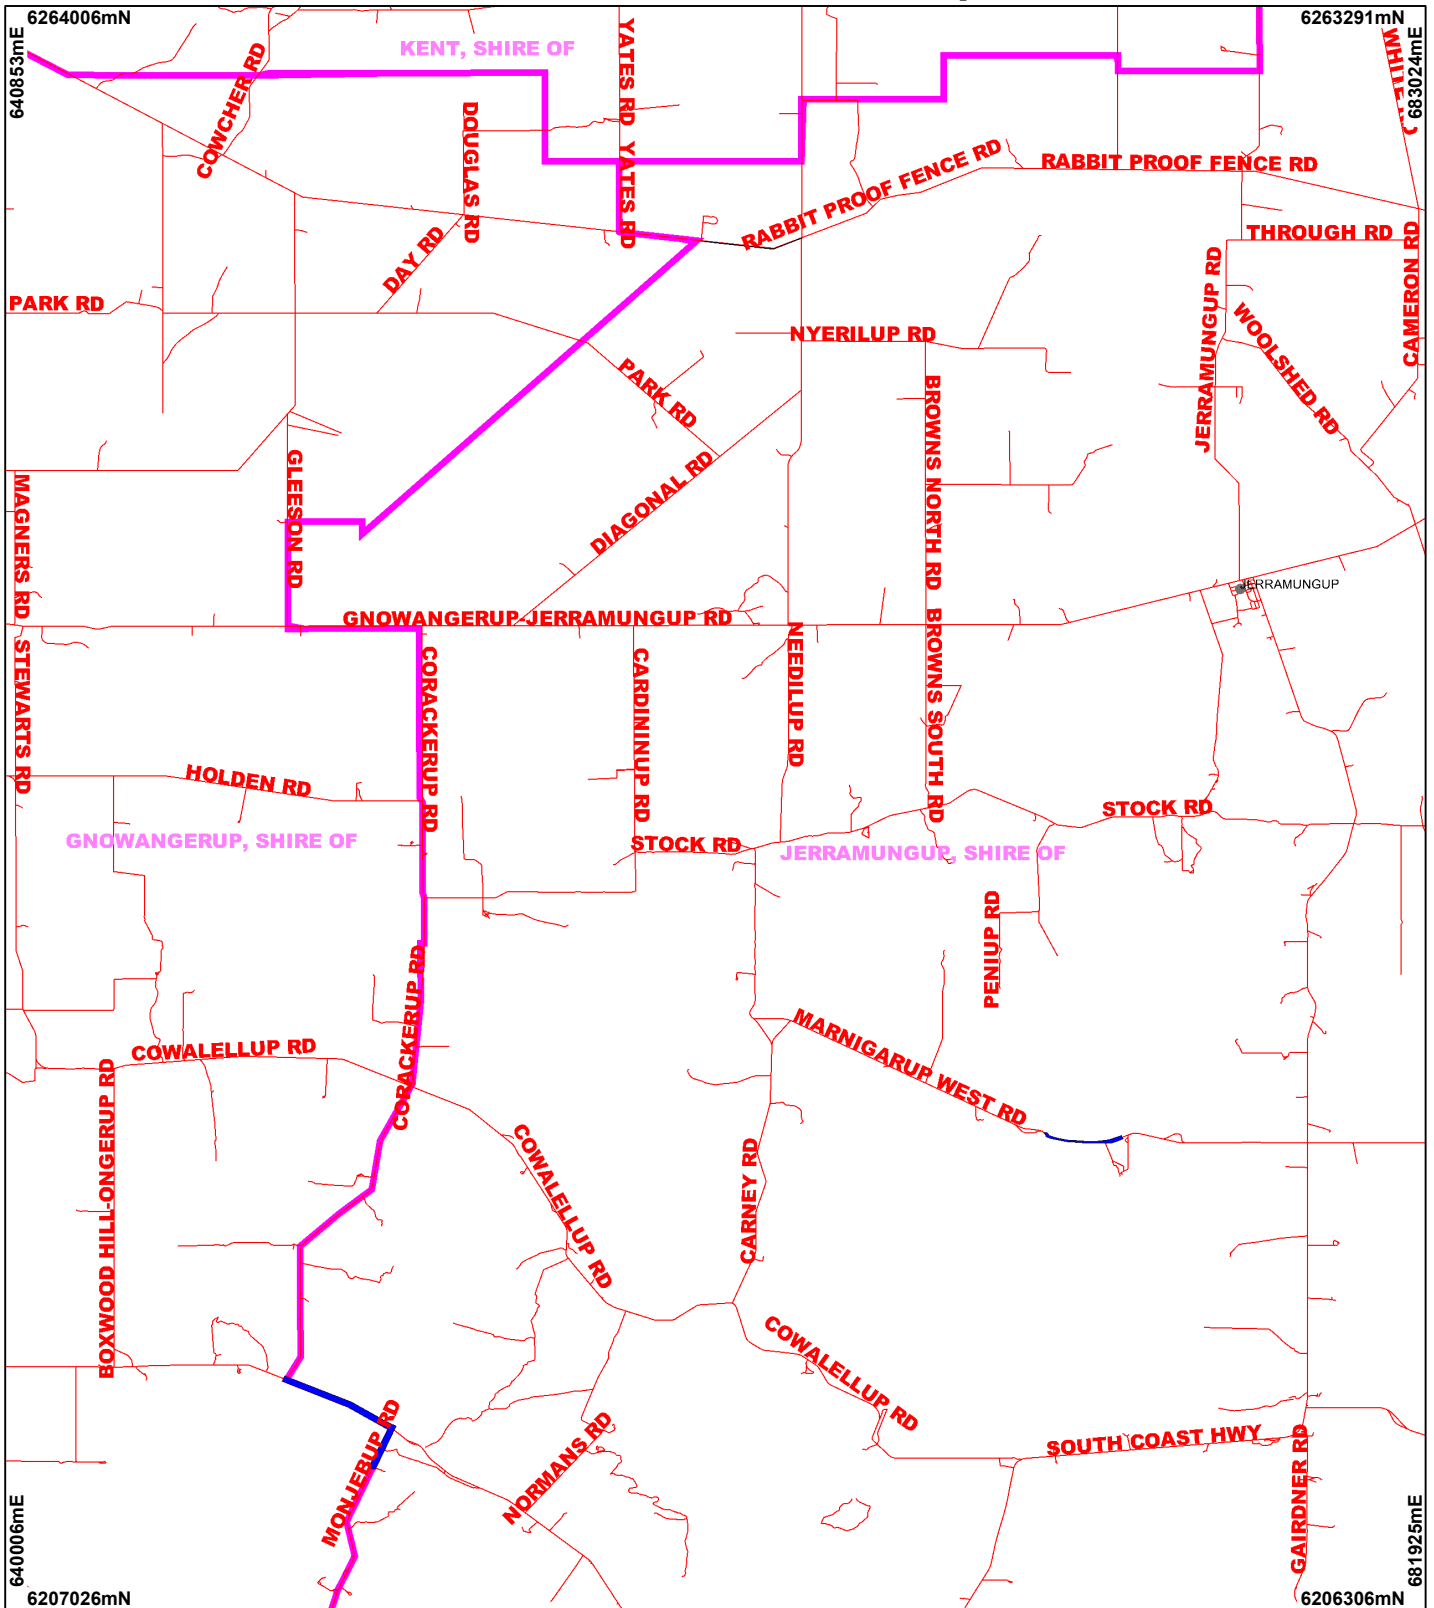 6264006mN
6263291mN
640853mE
683024mE
KENT, SHIRE OF
YATES RD
YATES RD
COWCHER RD
DOUGLAS RD
DAY RD
RABBIT PROOF FENCE RD
RABBIT PROOF FENCE RD
THROUGH RD
CAMERON RD
JERRAMUNGUP RD
WOOLSHED RD
PARK RD
NYERILUP RD
PARK RD
BROWNS NORTH RD
DIAGONAL RD
GLEESON RD
MAGNERS RD
JERRAMUNGUP
GNOWANGERUP-JERRAMUNGUP RD
STEWARTS RD
CORACKERUP RD
CARDININUP RD
NEEDILUP RD
BROWNS SOUTH RD
HOLDEN RD
STOCK RD
GNOWANGERUP, SHIRE OF
STOCK RD
JERRAMUNGUP, SHIRE OF
PENIUP RD
CORACKERUP RD
MARNIGARUP WEST RD
COWALELLUP RD
BOXWOOD HILL-ONGERUP RD
COWALELLUP RD
CARNEY RD
COWALELLUP RD
MONJEBUP RD
NORMANS RD
SOUTH COAST HWY
GAIRDNER RD
640006mE
681925mE
6207026mN
6206306mN